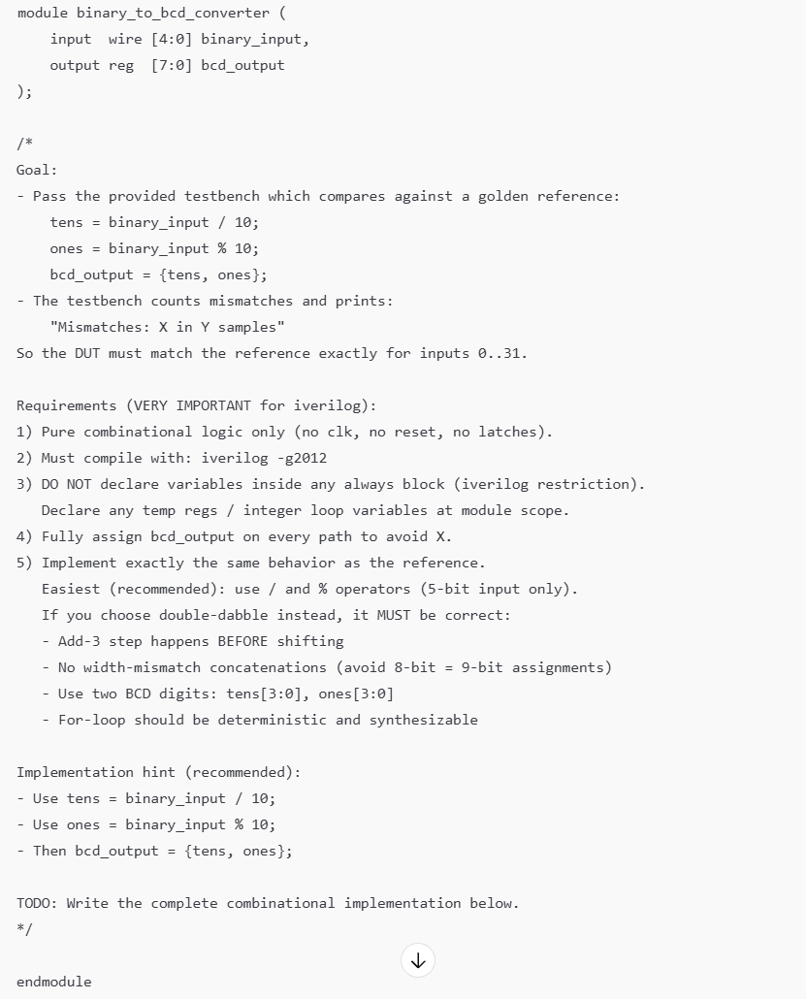 module binary_to_bcd_converter (
    input  wire [4:0] binary_input,
    output reg  [7:0] bcd_output
);

/*
Goal:
- Pass the provided testbench which compares against a golden reference:
    tens = binary_input / 10;
    ones = binary_input % 10;
    bcd_output = {tens, ones};
- The testbench counts mismatches and prints:
    "Mismatches: X in Y samples"
So the DUT must match the reference exactly for inputs 0..31.

Requirements (VERY IMPORTANT for iverilog):
1) Pure combinational logic only (no clk, no reset, no latches).
2) Must compile with: iverilog -g2012
3) DO NOT declare variables inside any always block (iverilog restriction).
   Declare any temp regs / integer loop variables at module scope.
4) Fully assign bcd_output on every path to avoid X.
5) Implement exactly the same behavior as the reference.
   Easiest (recommended): use / and % operators (5-bit input only).
   If you choose double-dabble instead, it MUST be correct:
   - Add-3 step happens BEFORE shifting
   - No width-mismatch concatenations (avoid 8-bit = 9-bit assignments)
   - Use two BCD digits: tens[3:0], ones[3:0]
   - For-loop should be deterministic and synthesizable

Implementation hint (recommended):
- Use tens = binary_input / 10;
- Use ones = binary_input % 10;
- Then bcd_output = {tens, ones};

TODO: Write the complete combinational implementation below.
*/

endmodule